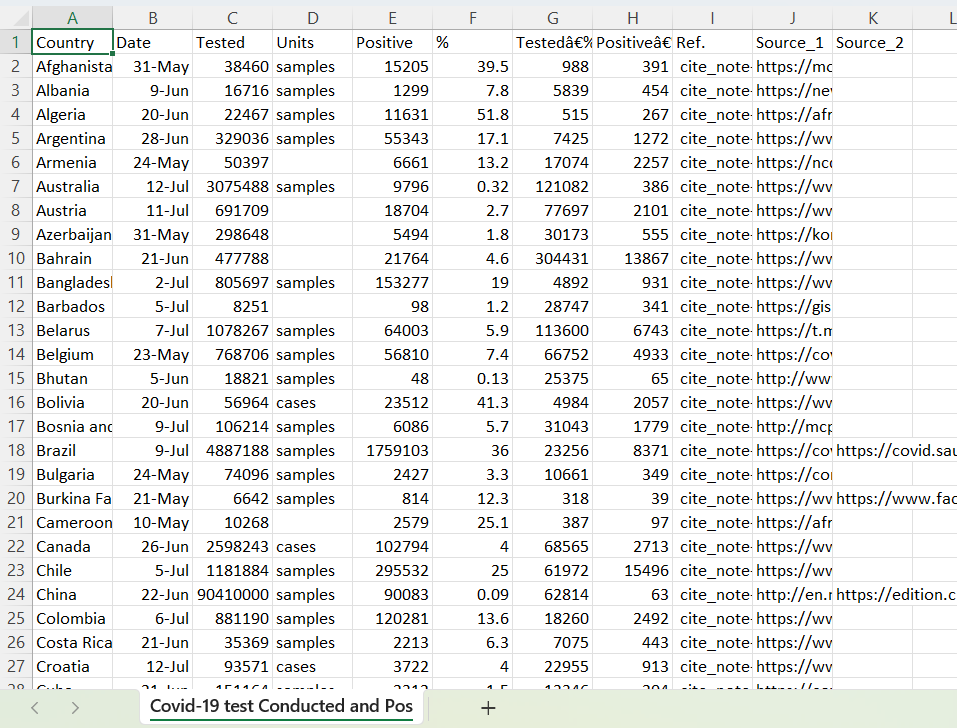 A B C D E F G H I J K L
1 Country Date Tested Units Positive % Testedâ€% Positiveâ€ Ref. Source_1 Source_2
2 Afghanista 31-May 38460 samples 15205 39.5 988 391 cite_note- https://mc
3 Albania 9-Jun 16716 samples 1299 7.8 5839 454 cite_note- https://nev
4 Algeria 20-Jun 22467 samples 11631 51.8 515 267 cite_note- https://afr
5 Argentina 28-Jun 329036 samples 55343 17.1 7425 1272 cite_note- https://wv
6 Armenia 24-May 50397 6661 13.2 17074 2257 cite_note- https://ncc
7 Australia 12-Jul 3075488 samples 9796 0.32 121082 386 cite_note- https://wv
8 Austria 11-Jul 691709 18704 2.7 77697 2101 cite_note- https://wv
9 Azerbaijan 31-May 298648 5494 1.8 30173 555 cite_note- https://koı
10 Bahrain 21-Jun 477788 21764 4.6 304431 13867 cite_note- https://wv
11 Bangladesl 2-Jul 805697 samples 153277 19 4892 931 cite_note- https://wv
12 Barbados 5-Jul 8251 98 1.2 28747 341 cite_note- https://gis
13 Belarus 7-Jul 1078267 samples 64003 5.9 113600 6743 cite_note- https://t.m
14 Belgium 23-May 768706 samples 56810 7.4 66752 4933 cite_note- https://cov
15 Bhutan 5-Jun 18821 samples 48 0.13 25375 65 cite_note- http://ww
16 Bolivia 20-Jun 56964 cases 23512 41.3 4984 2057 cite_note- https://wv
17 Bosnia anc 9-Jul 106214 samples 6086 5.7 31043 1779 cite_note- http://mcp
18 Brazil 9-Jul 4887188 samples 1759103 36 23256 8371 cite_note- https://cov https://covid.sau
19 Bulgaria 24-May 74096 samples 2427 3.3 10661 349 cite_note- https://coı
20 Burkina Fa 21-May 6642 samples 814 12.3 318 39 cite_note- https://wv https://www.fac
21 Cameroon 10-May 10268 2579 25.1 387 97 cite_note- https://afr
22 Canada 26-Jun 2598243 cases 102794 4 68565 2713 cite_note- https://wv
23 Chile 5-Jul 1181884 samples 295532 25 61972 15496 cite_note- https://wv
24 China 22-Jun 90410000 samples 90083 0.09 62814 63 cite_note- http://en.r https://edition.c
25 Colombia 6-Jul 881190 samples 120281 13.6 18260 2492 cite_note- https://wv
26 Costa Rica 21-Jun 35369 samples 2213 6.3 7075 443 cite_note- https://wv
27 Croatia 12-Jul 93571 cases 3722 4 22955 913 cite_note- https://wv
Covid-19 test Conducted and Pos